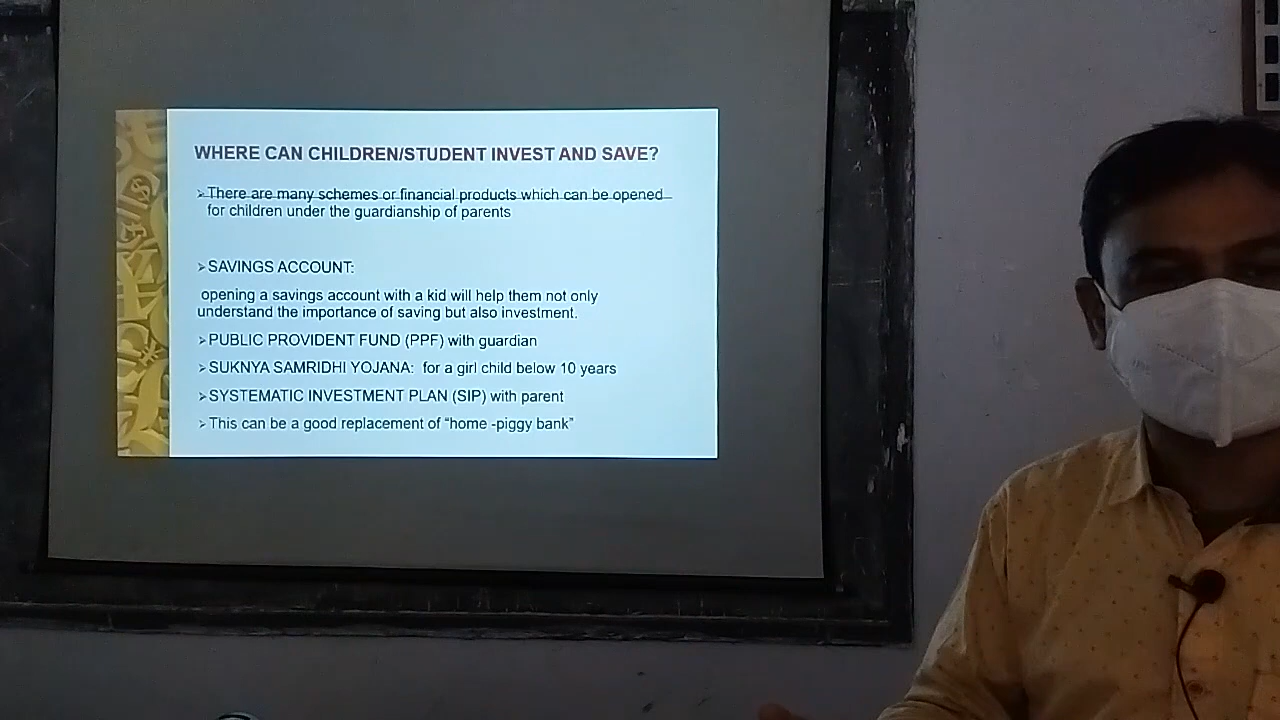 WHERE CAN CHILDREN/STUDENT INVEST AND SAVE?
➢There are many schemes or financial products which can be opened
for children under the guardianship of parents
➢SAVINGS ACCOUNT:
opening a savings account with a kid will help them not only
understand the importance of saving but also investment.
➢PUBLIC PROVIDENT FUND (PPF) with guardian
➢SUKNYA SAMRIDHI YOJANA: for a girl child below 10 years
➢SYSTEMATIC INVESTMENT PLAN (SIP) with parent
➢This can be a good replacement of “home -piggy bank”